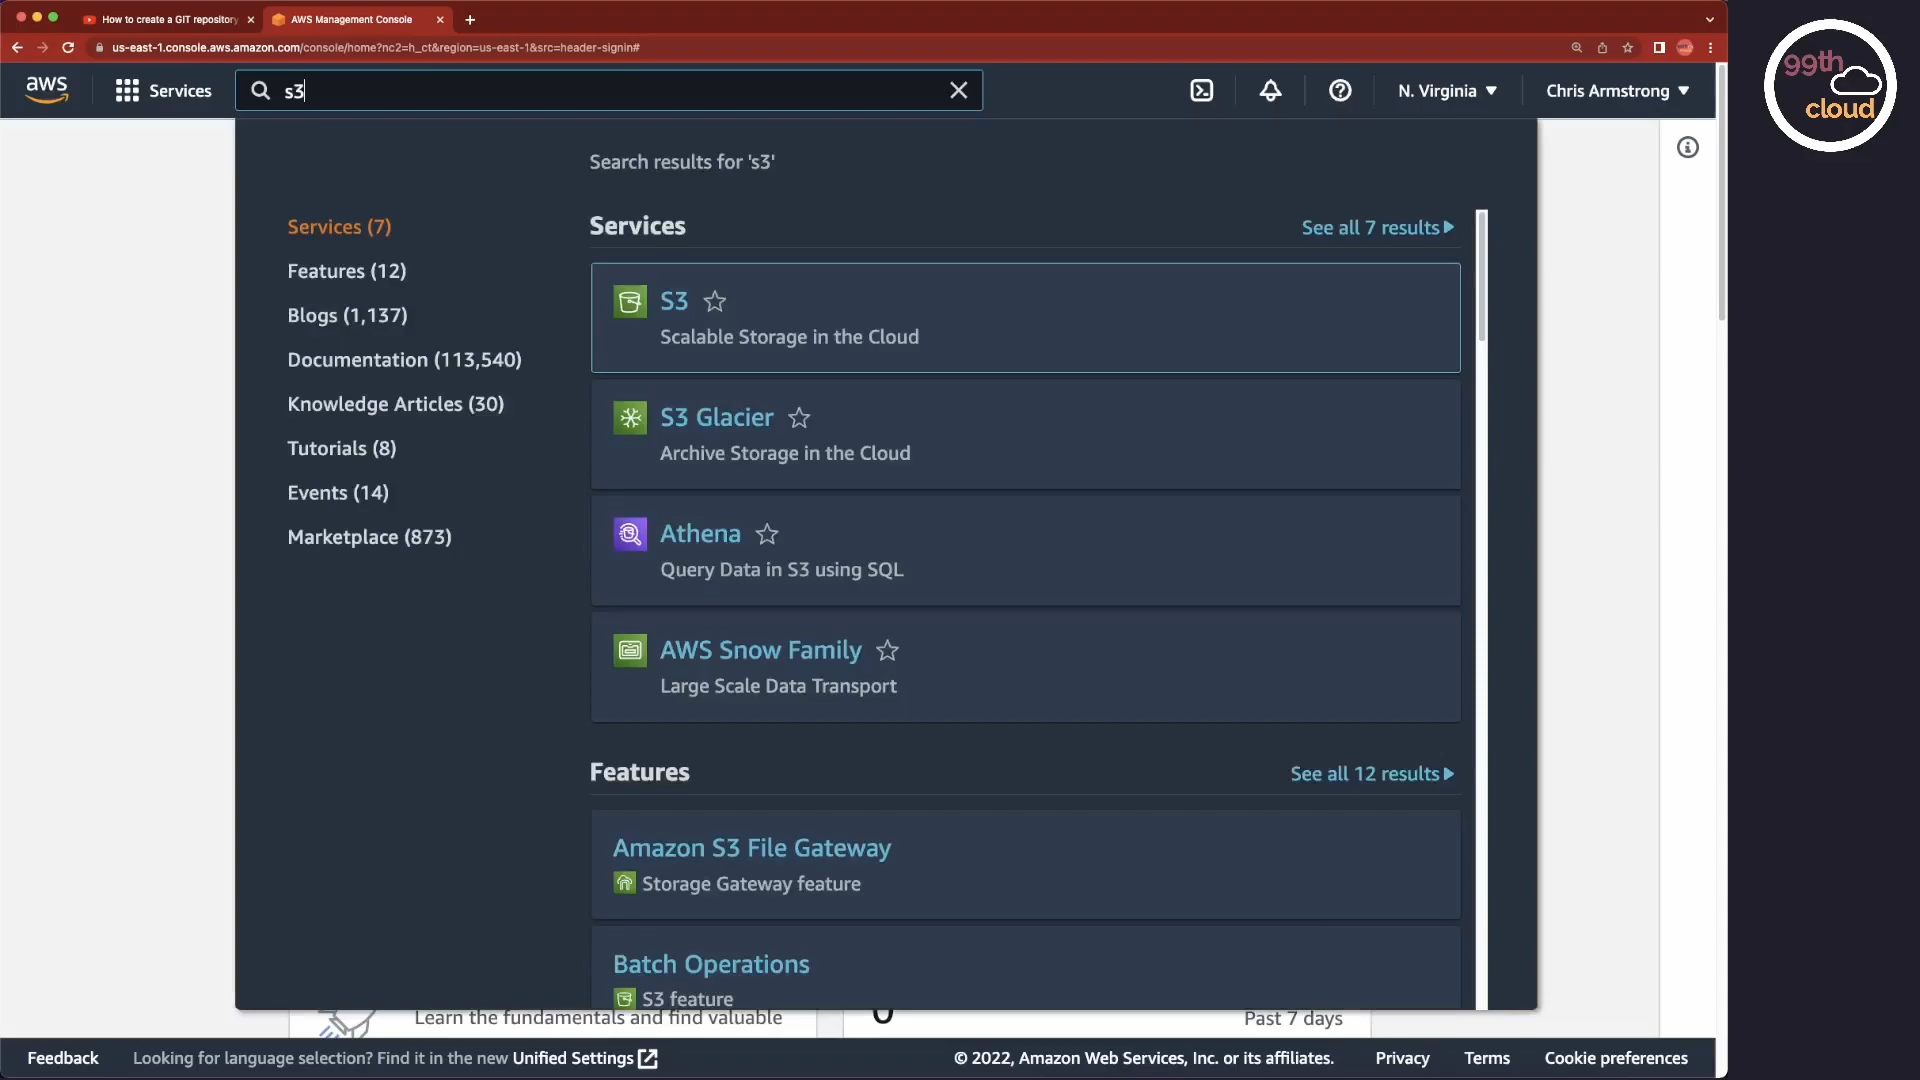 How to create a GIT repository
AWS Management Console
us-east-1.console.aws.amazon.com/console/home?nc2=h_ct&region=us-east-1&src=header-signin#
aws
Services
s3
N. Virginia
Chris Armstrong
99th
cloud
Search results for 's3'
Services (7)
Features (12)
Blogs (1,137)
Documentation (113,540)
Knowledge Articles (30)
Tutorials (8)
Events (14)
Marketplace (873)
Services
See all 7 results
S3
Scalable Storage in the Cloud
S3 Glacier
Archive Storage in the Cloud
Athena
Query Data in S3 using SQL
AWS Snow Family
Large Scale Data Transport
Features
See all 12 results
Amazon S3 File Gateway
Storage Gateway feature
Batch Operations
S3 feature
Learn the fundamentals and find valuable
0
Past 7 days
Feedback
Looking for language selection? Find it in the new Unified Settings
© 2022, Amazon Web Services, Inc. or its affiliates.
Privacy
Terms
Cookie preferences